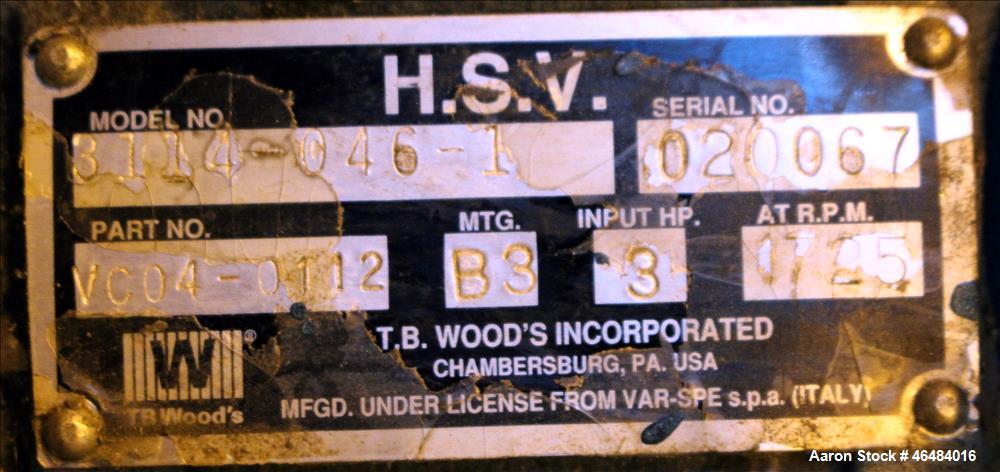 H.S.V.
MODEL NO. SERIAL NO.
3114-046-1 020067
PART NO. MTG. INPUT HP. AT R.P.M.
VC04-0112 B3 3 1725
W ®
TB Wood's
T.B. WOOD'S INCORPORATED
CHAMBERSBURG, PA. USA
MFGD. UNDER LICENSE FROM VAR-SPE s.p.a. (ITALY)
Aaron Stock # 46484016